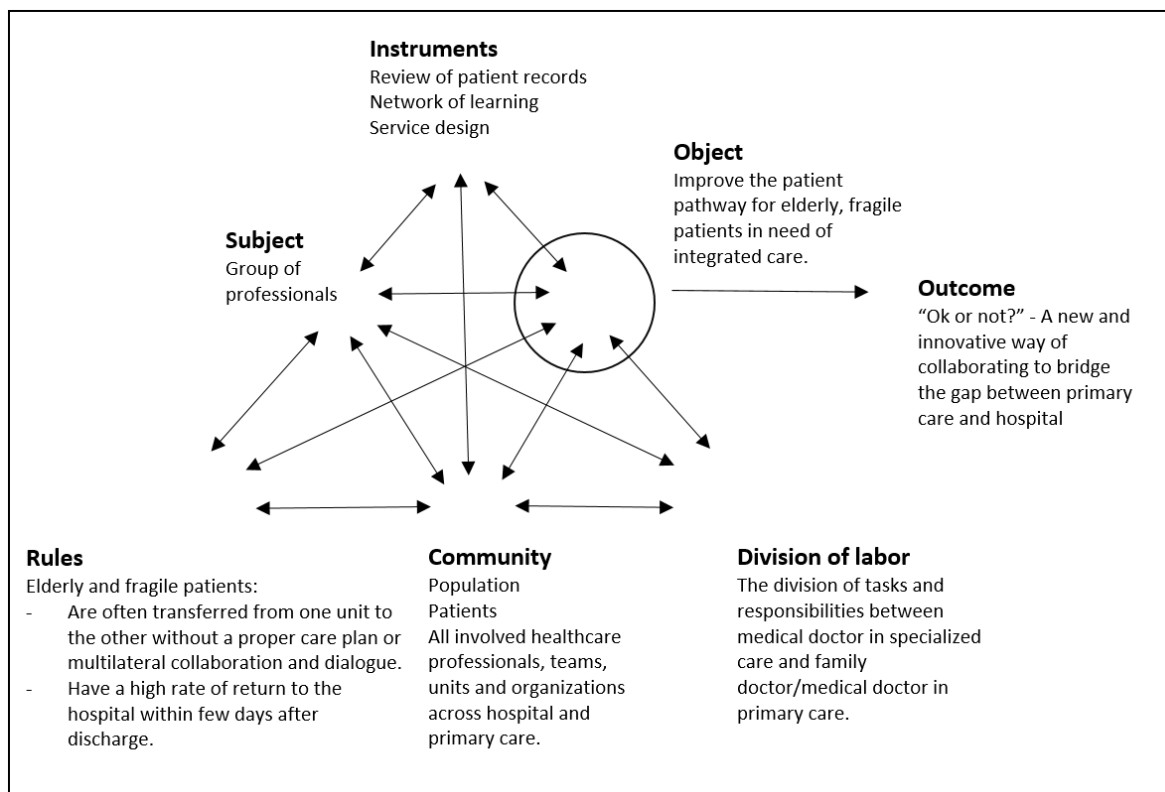 Instruments
Review of patient records
Network of learning
Service design
Object
Improve the patient
pathway for elderly, fragile
patients in need of
integrated care.
Subject
Group of
professionals
Outcome
“Ok or not?” - A new and
innovative way of
collaborating to bridge
the gap between primary
care and hospital
Rules
Elderly and fragile patients:
- Are often transferred from one unit to
the other without a proper care plan or
multilateral collaboration and dialogue.
- Have a high rate of return to the
hospital within few days after
discharge.
Community
Population
Patients
All involved healthcare
professionals, teams,
units and organizations
across hospital and
primary care.
Division of labor
The division of tasks and
responsibilities between
medical doctor in specialized
care and family
doctor/medical doctor in
primary care.